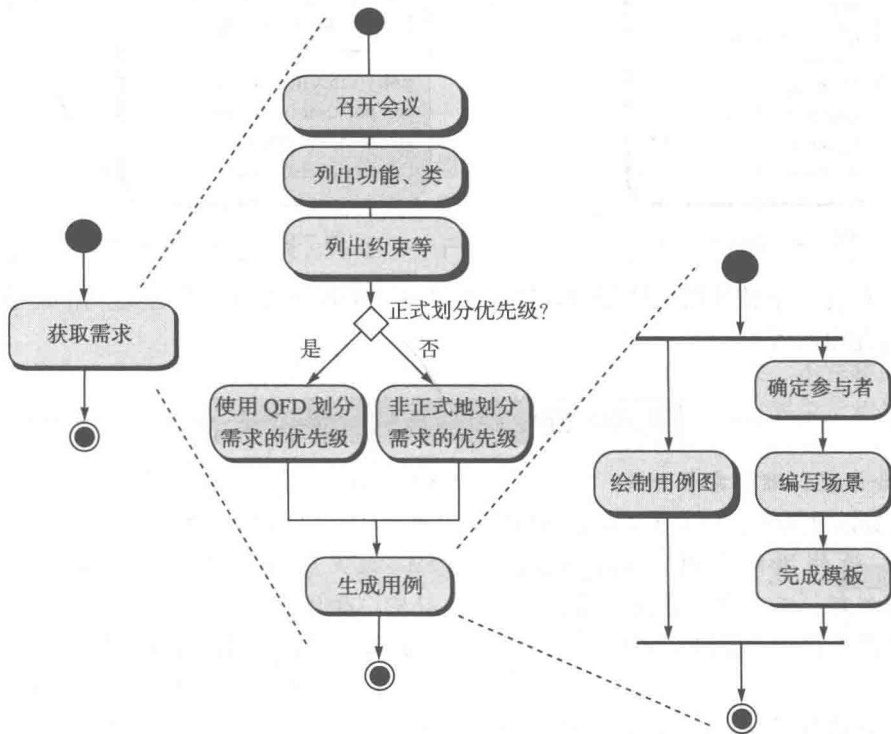 获取需求
召开会议
列出功能、类
列出约束等
正式划分优先级？
是
否
使用 QFD 划分
需求的优先级
非正式地划分
需求的优先级
生成用例
绘制用例图
确定参与者
编写场景
完成模板